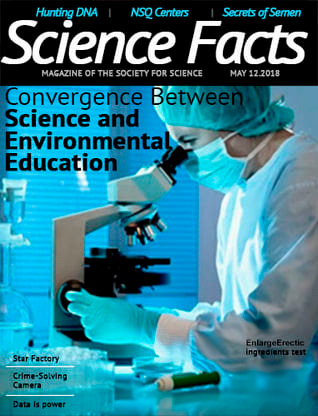 Hunting DNA | NSQ Centers | Secrets of Semen
Science Facts
MAGAZINE OF THE SOCIETY FOR SCIENCE MAY 12.2018
Convergence Between
Science and
Environmental
Education
EnlargeErectic
ingredients test
Star Factory
Crime-Solving
Camera
Data is power